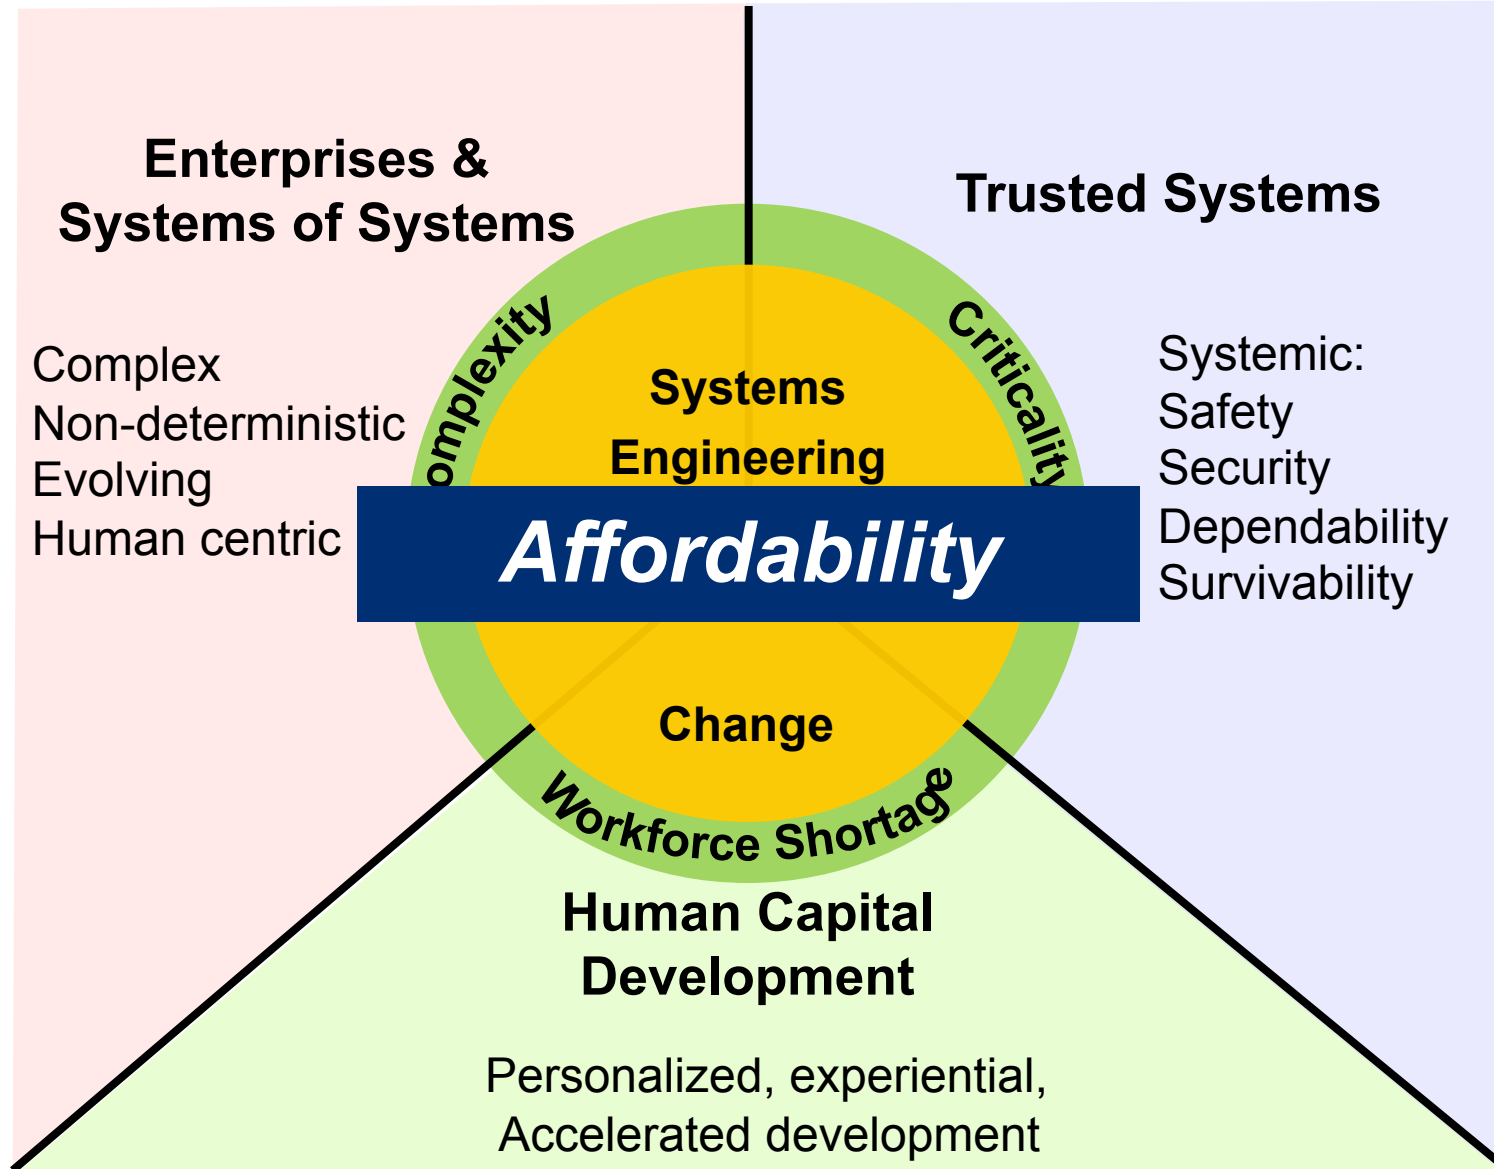 Enterprises &
Systems of Systems
Complex
Non-deterministic
Evolving
Human centric
Trusted Systems
Systemic:
Safety
Security
Dependability
Survivability
omplexity
Criticality
Systems
Engineering
Affordability
Change
Workforce Shortage
Human Capital
Development
Personalized, experiential,
Accelerated development